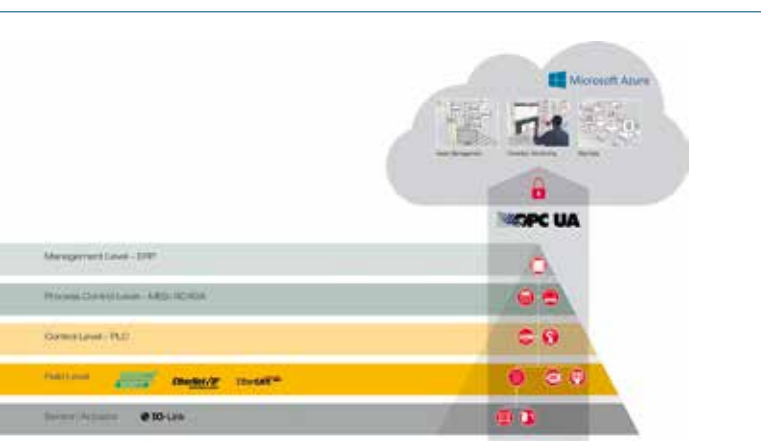 Microsoft Azure
OPC UA
Management Level - ERP
Process Control Level - MES/SCADA
Control Level - PLC
Field Level
EtherNet/IP
EtherCAT
Sensor/Actuator
IO-Link